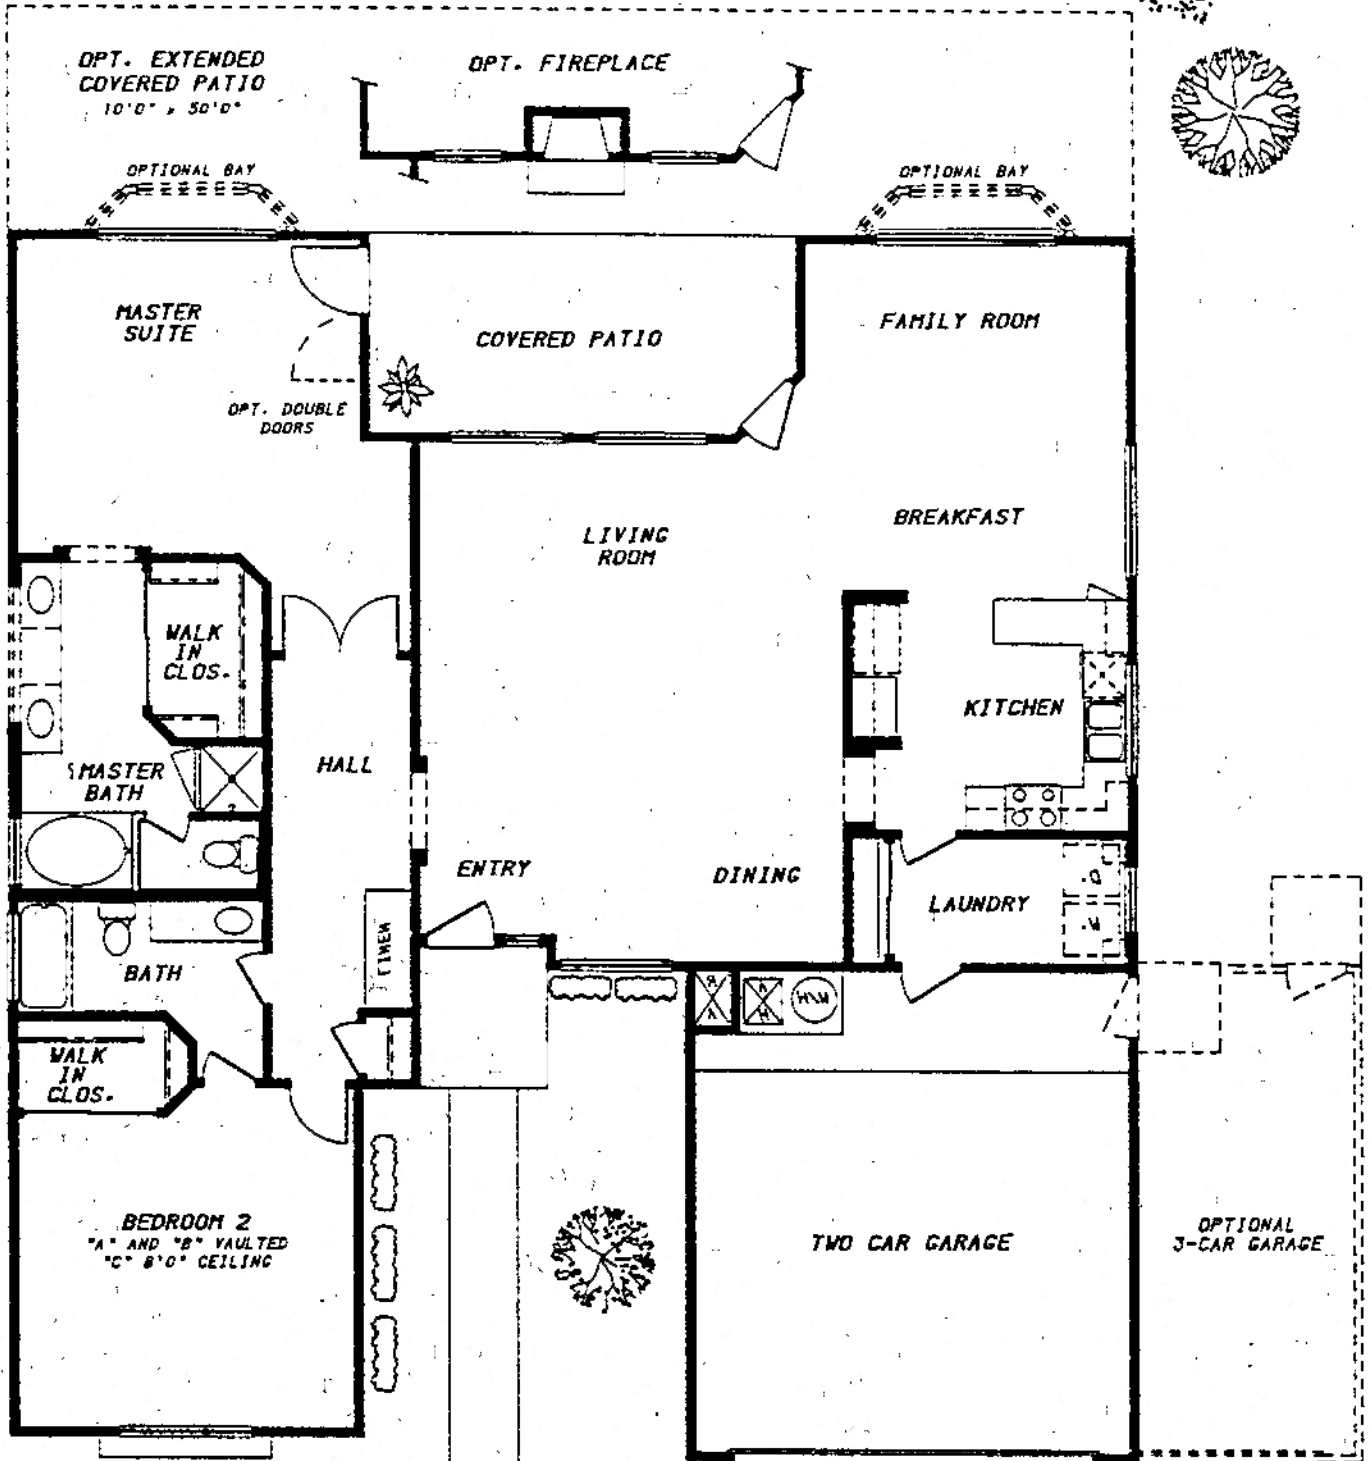 OPT. EXTENDED
COVERED PATIO
10'0" x 50'0"
OPT. FIREPLACE
OPTIONAL BAY
OPTIONAL BAY
MASTER
SUITE
COVERED PATIO
FAMILY ROOM
OPT. DOUBLE
DOORS
LIVING
ROOM
BREAKFAST
WALK
IN
CLOS.
KITCHEN
HALL
MASTER
BATH
ENTRY
DINING
LAUNDRY
D
W
LINEN
BATH
H/W
WALK
IN
CLOS.
BEDROOM 2
"A" AND "B" VAULTED
"C" 8'0" CEILING
TWO CAR GARAGE
OPTIONAL
3-CAR GARAGE